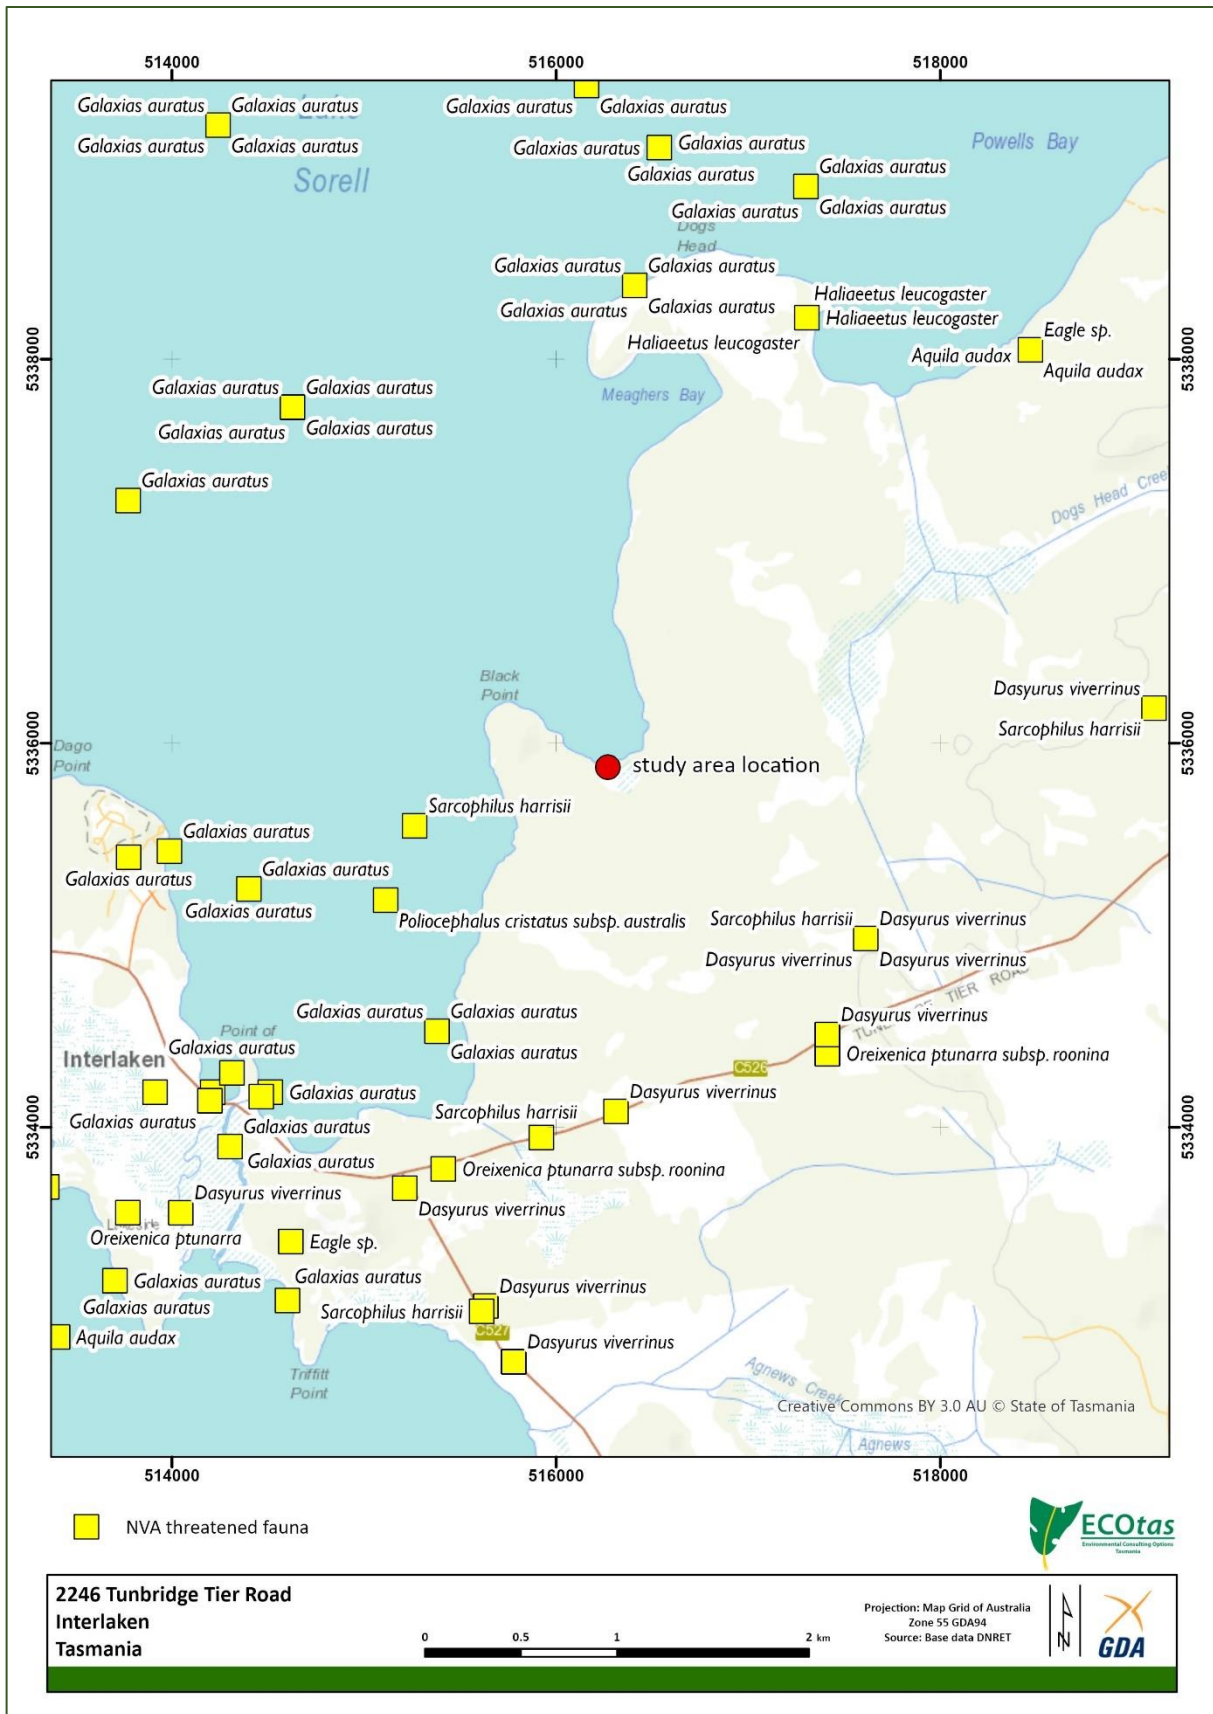 514000
516000
518000
Galaxias auratus
Galaxias auratus
Galaxias auratus
Galaxias auratus
Lake
Sorell
Galaxias auratus
Galaxias auratus
Galaxias auratus
Galaxias auratus
Galaxias auratus
Powells Bay
Galaxias auratus
Galaxias auratus
Galaxias auratus
Dogs
Head
Galaxias auratus
Galaxias auratus
Galaxias auratus
Galaxias auratus
Haliaeetus leucogaster
Haliaeetus leucogaster
Haliaeetus leucogaster
Eagle sp.
Aquila audax
Aquila audax
5338000
5338000
Galaxias auratus
Galaxias auratus
Galaxias auratus
Galaxias auratus
Meaghers Bay
Galaxias auratus
Dogs Head Creek
Black
Point
Dasyurus viverrinus
Sarcophilus harrisii
5336000
5336000
Dago
Point
study area location
Sarcophilus harrisii
Galaxias auratus
Galaxias auratus
Galaxias auratus
Galaxias auratus
Poliocephalus cristatus subsp. australis
Sarcophilus harrisii
Dasyurus viverrinus
Dasyurus viverrinus
Dasyurus viverrinus
Galaxias auratus
Galaxias auratus
Galaxias auratus
TIER ROAD
Dasyurus viverrinus
Oreixenica ptunarra subsp. roonina
Point of
Galaxias auratus
Interlaken
C526
Galaxias auratus
Galaxias auratus
Dasyurus viverrinus
Sarcophilus harrisii
5334000
5334000
Galaxias auratus
Galaxias auratus
Oreixenica ptunarra subsp. roonina
Dasyurus viverrinus
Dasyurus viverrinus
Oreixenica ptunarra
Eagle sp.
Galaxias auratus
Galaxias auratus
Galaxias auratus
Dasyurus viverrinus
Sarcophilus harrisii
C527
Aquila audax
Dasyurus viverrinus
Triffitt
Point
Agnews Creek
Creative Commons BY 3.0 AU © State of Tasmania
Agnews
514000
516000
518000
NVA threatened fauna
ECOtas
Environmental Consulting Options
Tasmania
2246 Tunbridge Tier Road
Interlaken
Tasmania
0 0.5 1 2 km
Projection: Map Grid of Australia
Zone 55 GDA94
Source: Base data DNRET
N
GDA